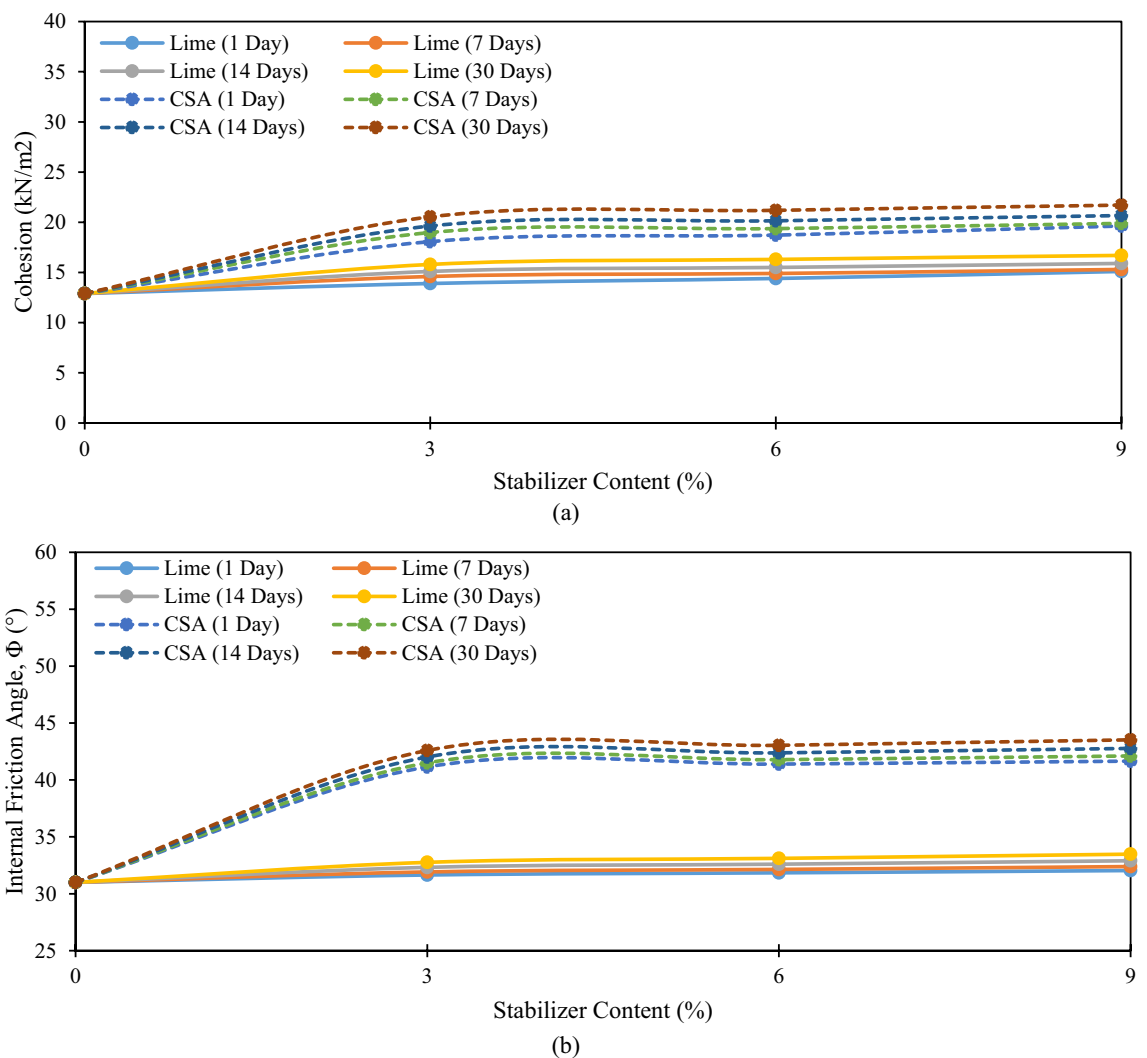 40
35
30
25
20
15
10
5
0
Cohesion (kN/m2)
Lime (1 Day) Lime (7 Days)
Lime (14 Days) Lime (30 Days)
CSA (1 Day) CSA (7 Days)
CSA (14 Days) CSA (30 Days)
0 3 6 9
Stabilizer Content (%)
(a)
60
55
50
45
40
35
30
25
Internal Friction Angle, Φ (°)
Lime (1 Day) Lime (7 Days)
Lime (14 Days) Lime (30 Days)
CSA (1 Day) CSA (7 Days)
CSA (14 Days) CSA (30 Days)
0 3 6 9
Stabilizer Content (%)
(b)